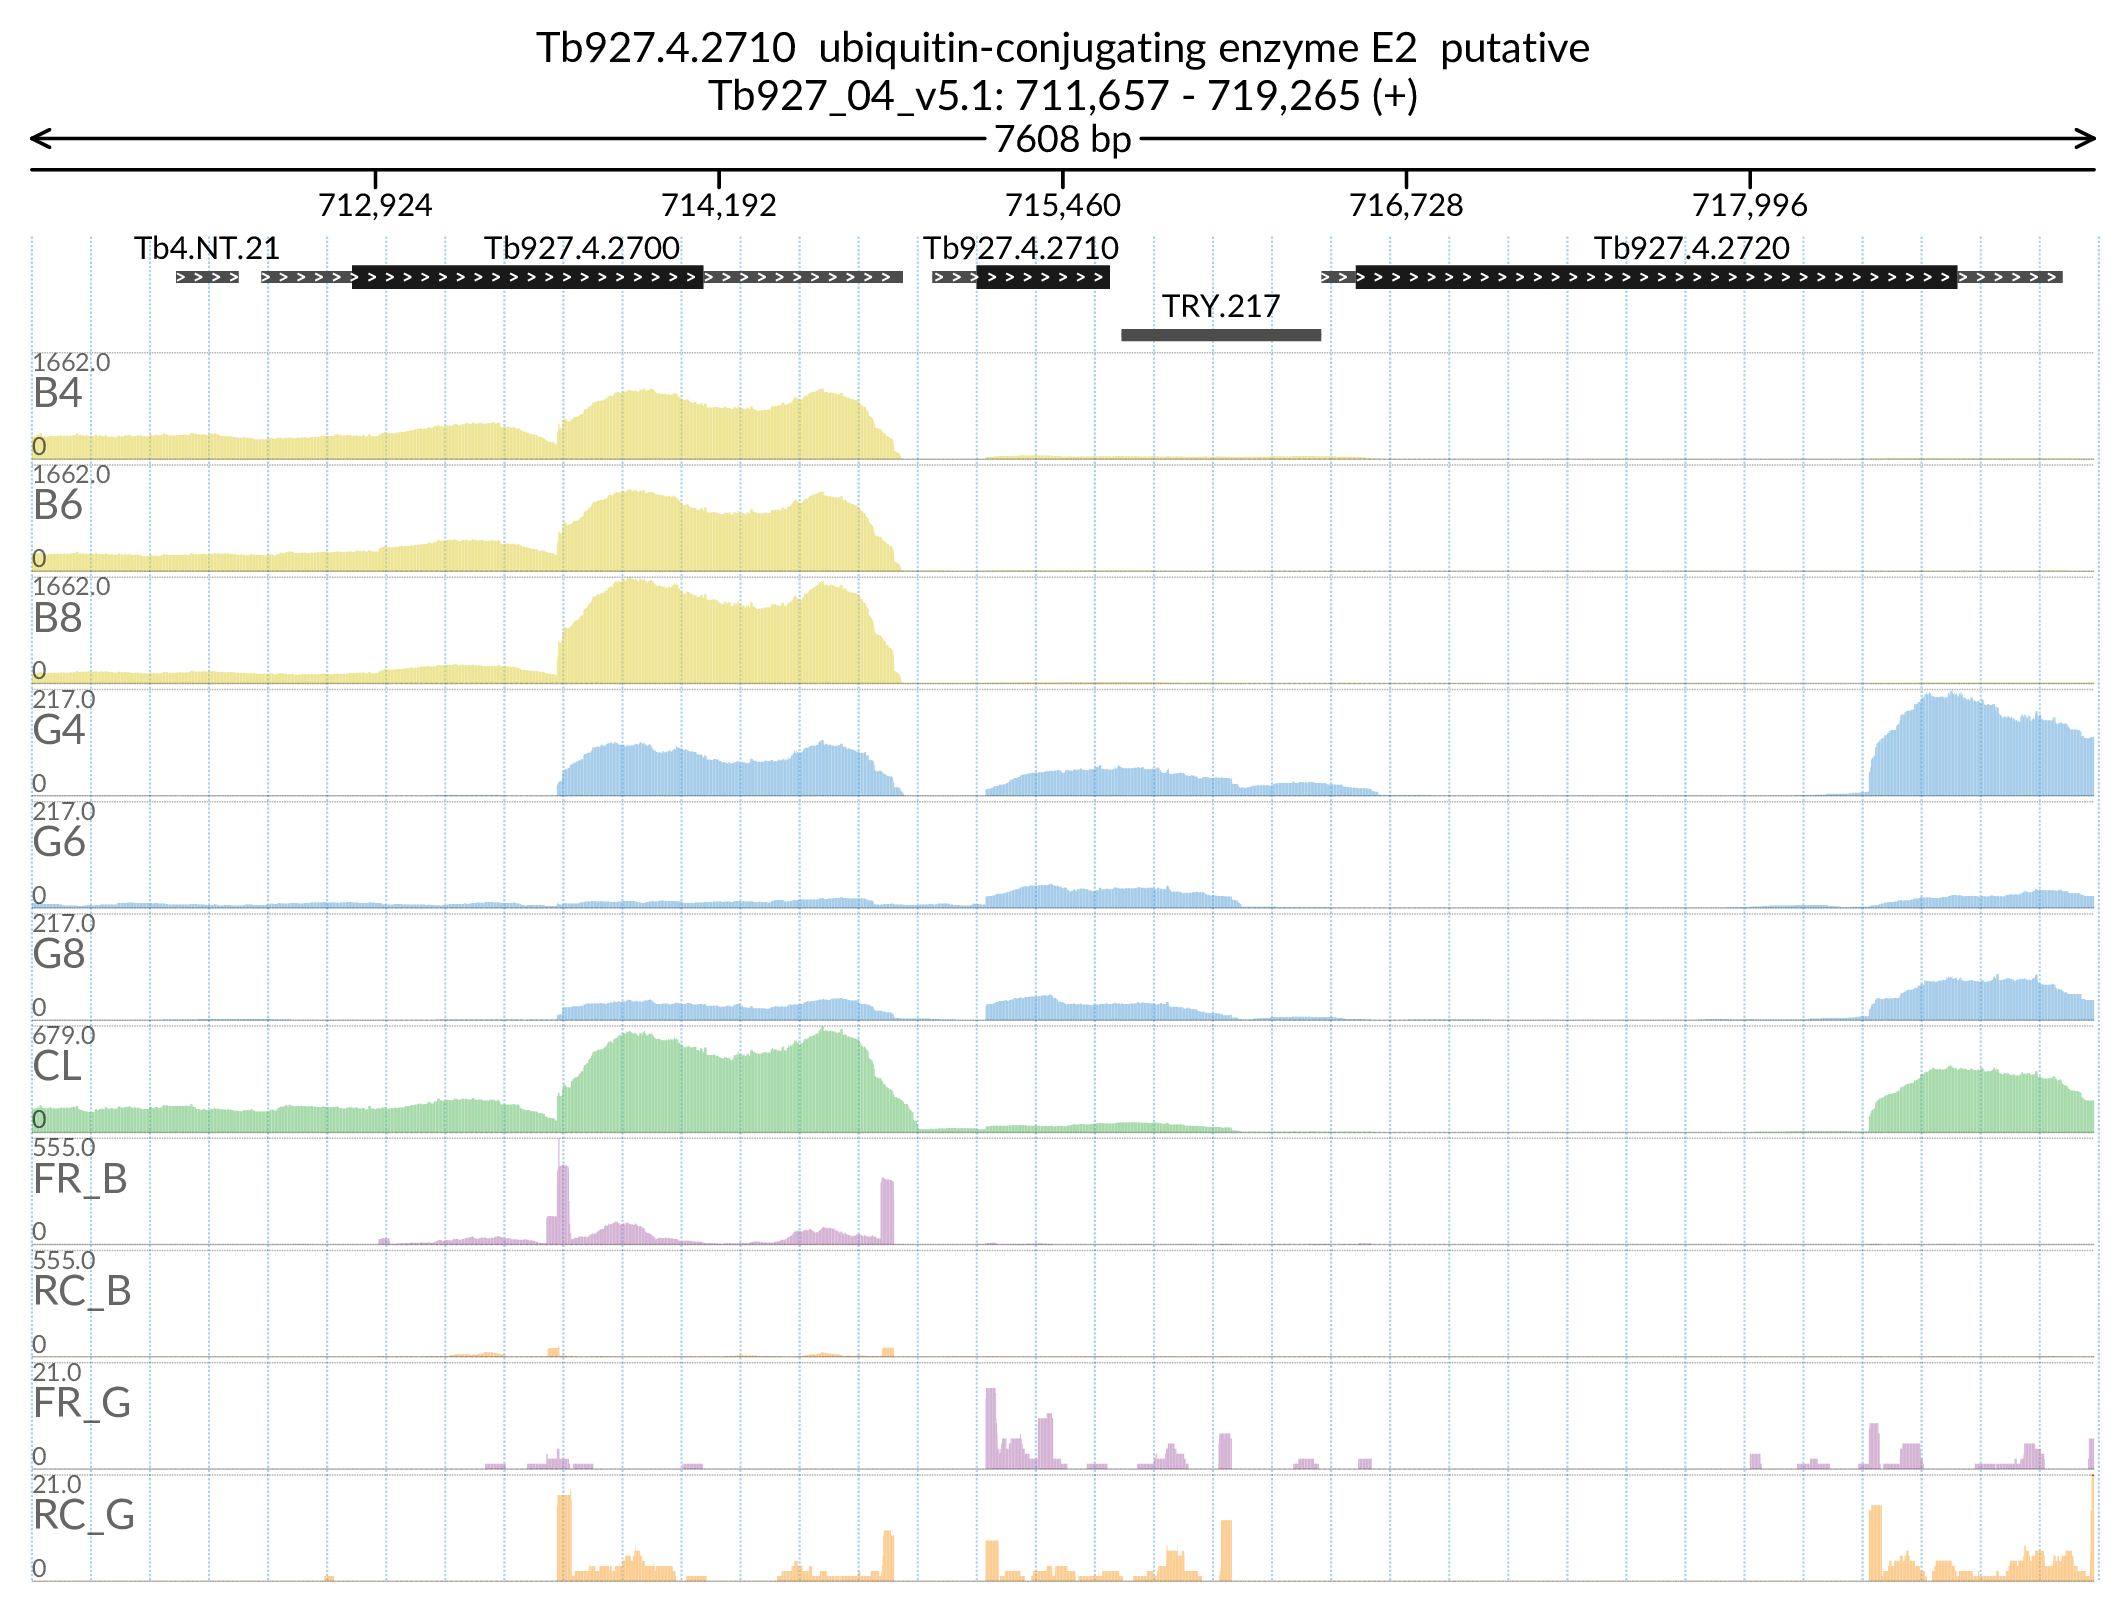 Tb927.4.2710  ubiquitin-conjugating enzyme E2  putative
Tb927_04_v5.1: 711,657 - 719,265 (+)
7608 bp
712,924 714,192 715,460 716,728 717,996
Tb4.NT.21 Tb927.4.2700 Tb927.4.2710 Tb927.4.2720
TRY.217
1662.0
B4
0
1662.0
B6
0
1662.0
B8
0
217.0
G4
0
217.0
G6
0
217.0
G8
0
679.0
CL
0
555.0
FR_B
0
555.0
RC_B
0
21.0
FR_G
0
21.0
RC_G
0